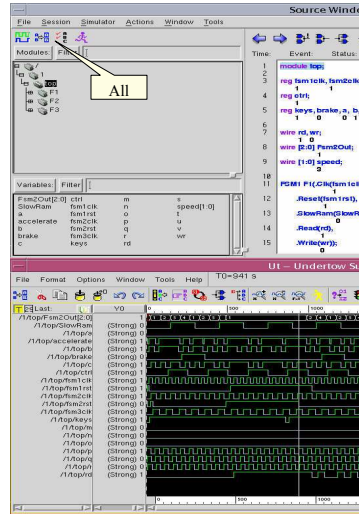 Source Wind
File Session Simulator Actions Window Tools
Modules: Filter
/
1
top
F1
F2
F3
All
Time: Event: Status:
1 module top;
2 1
3 reg fsm1clk, fsm2clk
1 1
4 reg ctrl;
1
5 reg keys, brake, a, b
1 0 0 1
6
7 wire rd, wr;
1 0
8 wire [2:0] Fsm2Out;
1
9 wire [1:0] speed;
3
10
11 FSM1 F1(.Clk(fsm1clk
1
12 .Reset(fsm1rst),
1
13 .SlowRam(SlowR
0
14 .Read(rd),
1
15 .Write(wr));
0
Variables: Filter
Fsm2Out[2:0] ctrl m s
SlowRam fsm1clk n speed[1:0]
a fsm1rst o t
accelerate fsm2clk p u
b fsm2rst q v
brake fsm3clk r wr
c keys rd
Ut - Undertow Su
File Format Options Windows Tools Help T0=941 s
Last: Y0 0 500 1000
/1/top/Fsm2Out[2:0] 1
/1/top/SlowRam (Strong) 0
/1/top/a (Strong) 0
/1/top/accelerate (Strong) 1
/1/top/b (Strong) 1
/1/top/brake (Strong) 0
/1/top/c (Strong) 1
/1/top/ctrl (Strong) 1
/1/top/fsm1clk (Strong) 1
/1/top/fsm1rst (Strong) 1
/1/top/fsm2clk (Strong) 1
/1/top/fsm2rst (Strong) 1
/1/top/fsm3clk (Strong) 1
/1/top/keys (Strong) 1
/1/top/m (Strong) 0
/1/top/n (Strong) 0
/1/top/o (Strong) 0
/1/top/p (Strong) 1
/1/top/q (Strong) 0
/1/top/r (Strong) 0
/1/top/rd (Strong) 1
0 500 1000